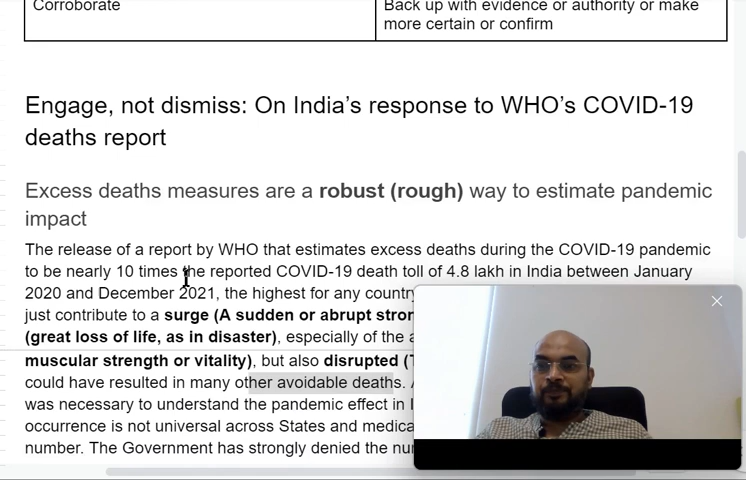 Corroborate
Back up with evidence or authority or make
more certain or confirm
Engage, not dismiss: On India’s response to WHO’s COVID-19
deaths report
Excess deaths measures are a robust (rough) way to estimate pandemic
impact
The release of a report by WHO that estimates excess deaths during the COVID-19 pandemic
to be nearly 10 times the reported COVID-19 death toll of 4.8 lakh in India between January
2020 and December 2021, the highest for any country
just contribute to a surge (A sudden or abrupt
(great loss of life, as in disaster), especially of the
muscular strength or vitality), but also disrupted
could have resulted in many other avoidable deaths.
was necessary to understand the pandemic effect in
occurrence is not universal across States and medica
number. The Government has strongly denied the